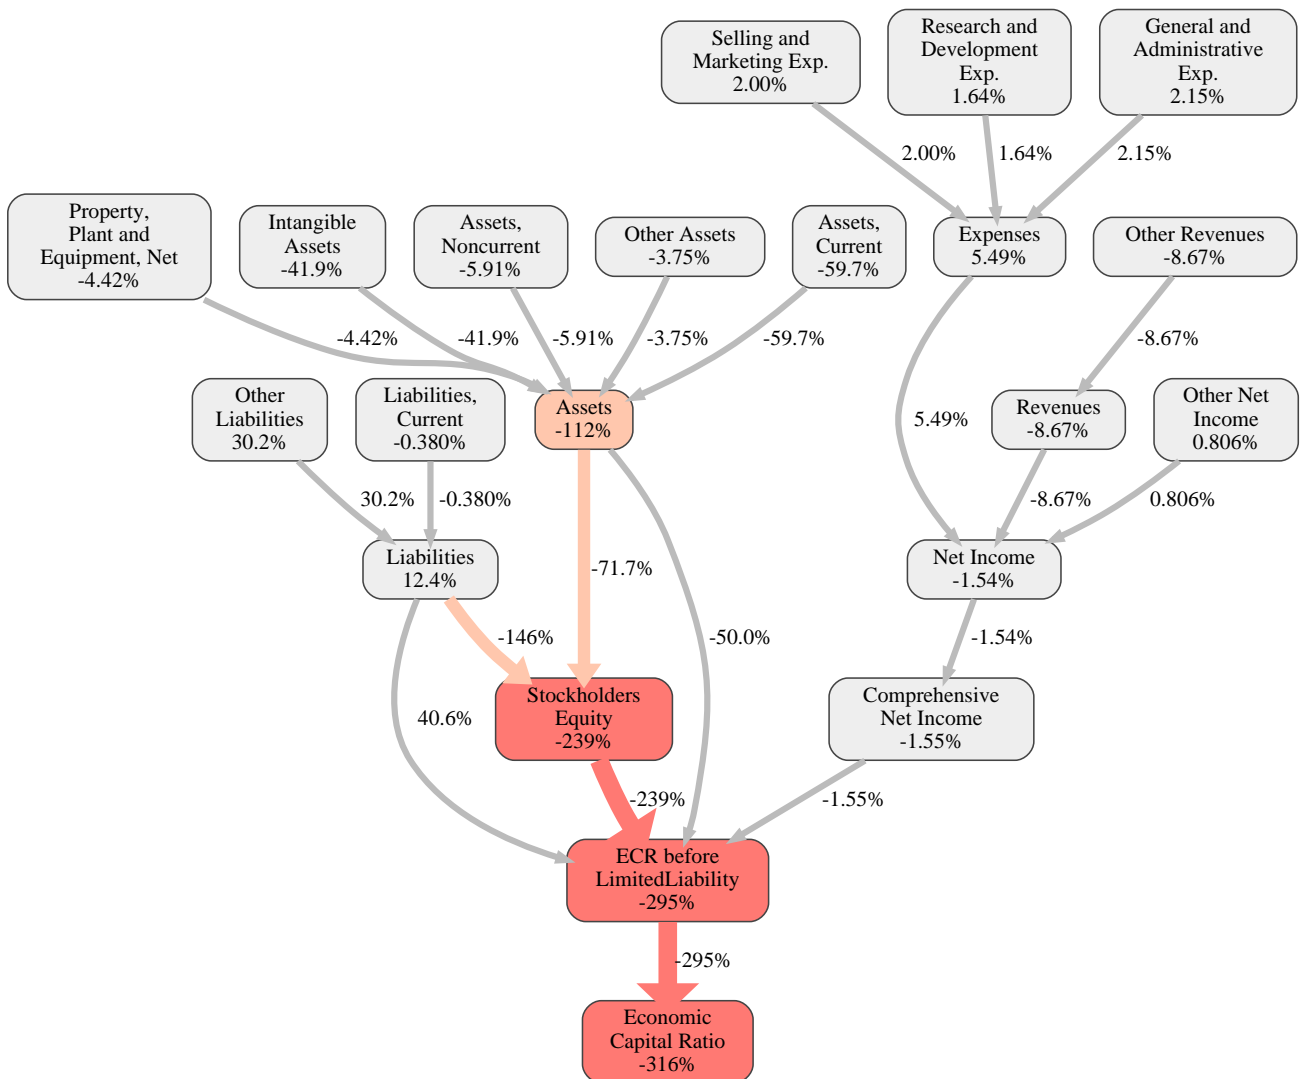 Selling and
Marketing Exp.
2.00%
Research and
Development
Exp.
1.64%
General and
Administrative
Exp.
2.15%
2.00%
1.64%
2.15%
Property,
Plant and
Equipment, Net
-4.42%
Intangible
Assets
-41.9%
Assets,
Noncurrent
-5.91%
Other Assets
-3.75%
Assets,
Current
-59.7%
Expenses
5.49%
Other Revenues
-8.67%
-4.42%
-41.9%
-5.91%
-3.75%
-59.7%
-8.67%
Other
Liabilities
30.2%
Liabilities,
Current
-0.380%
Assets
-112%
5.49%
Revenues
-8.67%
Other Net
Income
0.806%
30.2%
-0.380%
-8.67%
0.806%
Liabilities
12.4%
-71.7%
Net Income
-1.54%
-146%
-50.0%
-1.54%
Stockholders
Equity
-239%
40.6%
Comprehensive
Net Income
-1.55%
-239%
-1.55%
ECR before
LimitedLiability
-295%
-295%
Economic
Capital Ratio
-316%